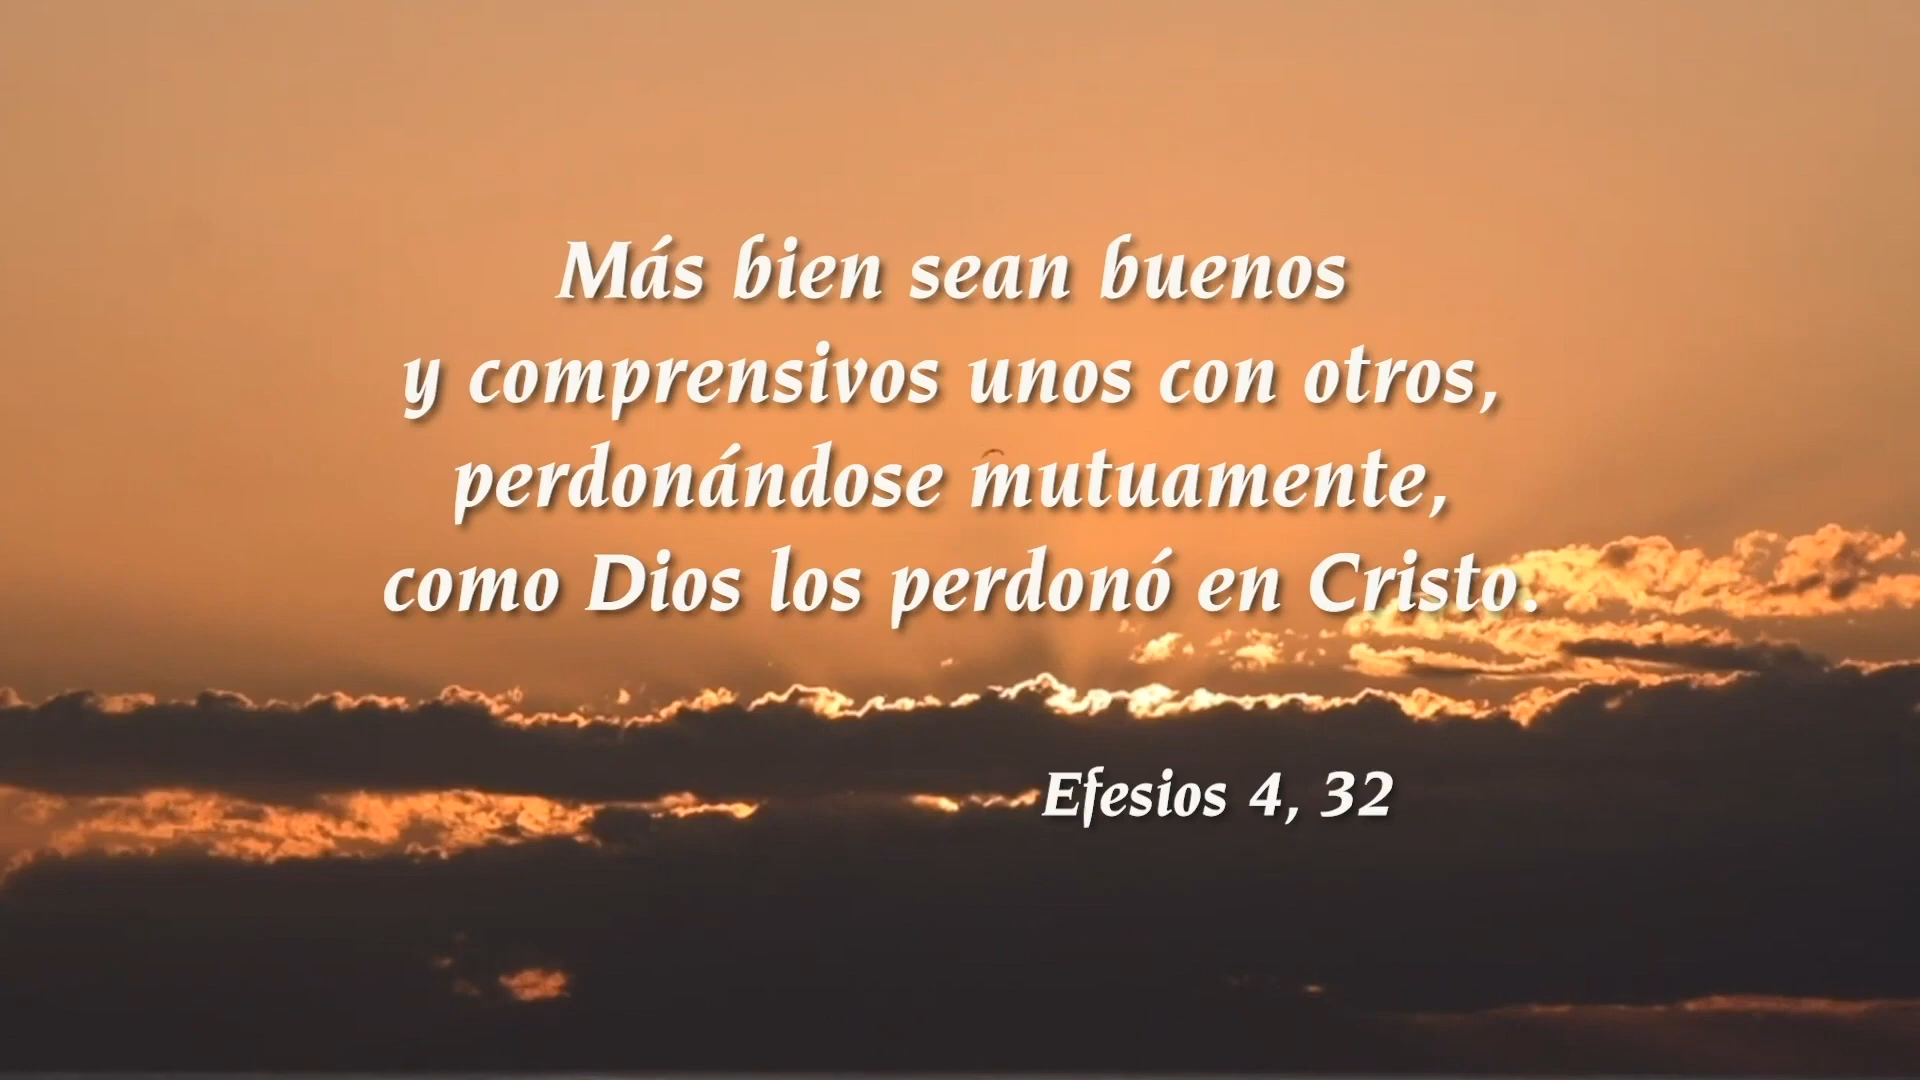 Más bien sean buenos
y comprensivos unos con otros,
perdonándose mutuamente,
como Dios los perdonó en Cristo.
Efesios 4, 32